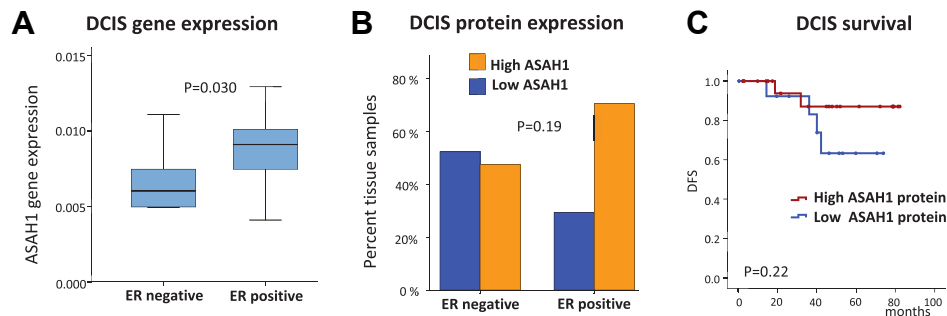 A
DCIS gene expression
ASAH1 gene expression
0.015
0.010
0.005
0.000
P=0.030
ER negative
ER positive
B
DCIS protein expression
Percent tissue samples
80 %
60 %
40 %
20 %
0 %
High ASAH1
Low ASAH1
P=0.19
ER negative
ER positive
C
DCIS survival
DFS
1.0
0.8
0.6
0.4
0.2
0.0
High ASAH1 protein
Low ASAH1 protein
P=0.22
0 20 40 60 80 100
months